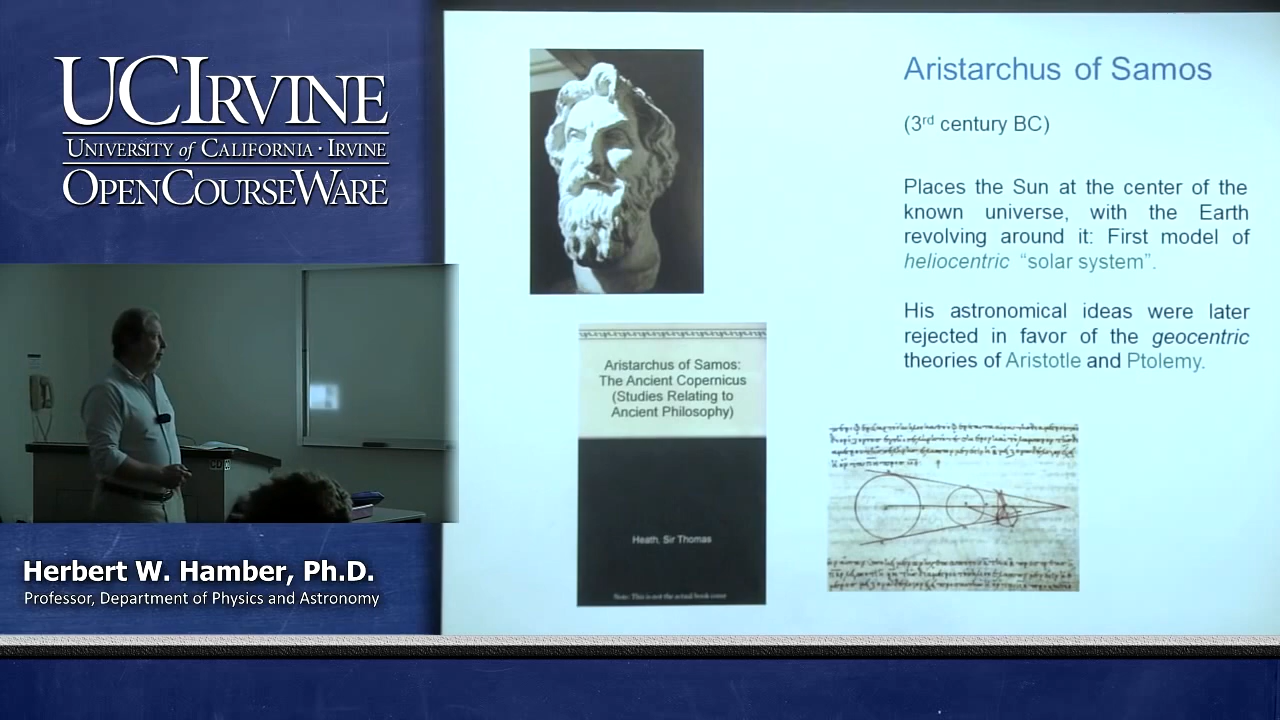 UCIRVINE
UNIVERSITY of CALIFORNIA · IRVINE
OPENCOURSEWARE
Herbert W. Hamber, Ph.D.
Professor, Department of Physics and Astronomy
Aristarchus of Samos
(3rd century BC)
Places the Sun at the center of the
known universe, with the Earth
revolving around it: First model of
heliocentric “solar system”.
His astronomical ideas were later
rejected in favor of the geocentric
theories of Aristotle and Ptolemy.
Aristarchus of Samos:
The Ancient Copernicus
(Studies Relating to
Ancient Philosophy)
Heath, Sir Thomas
Note: This is not the actual book cover